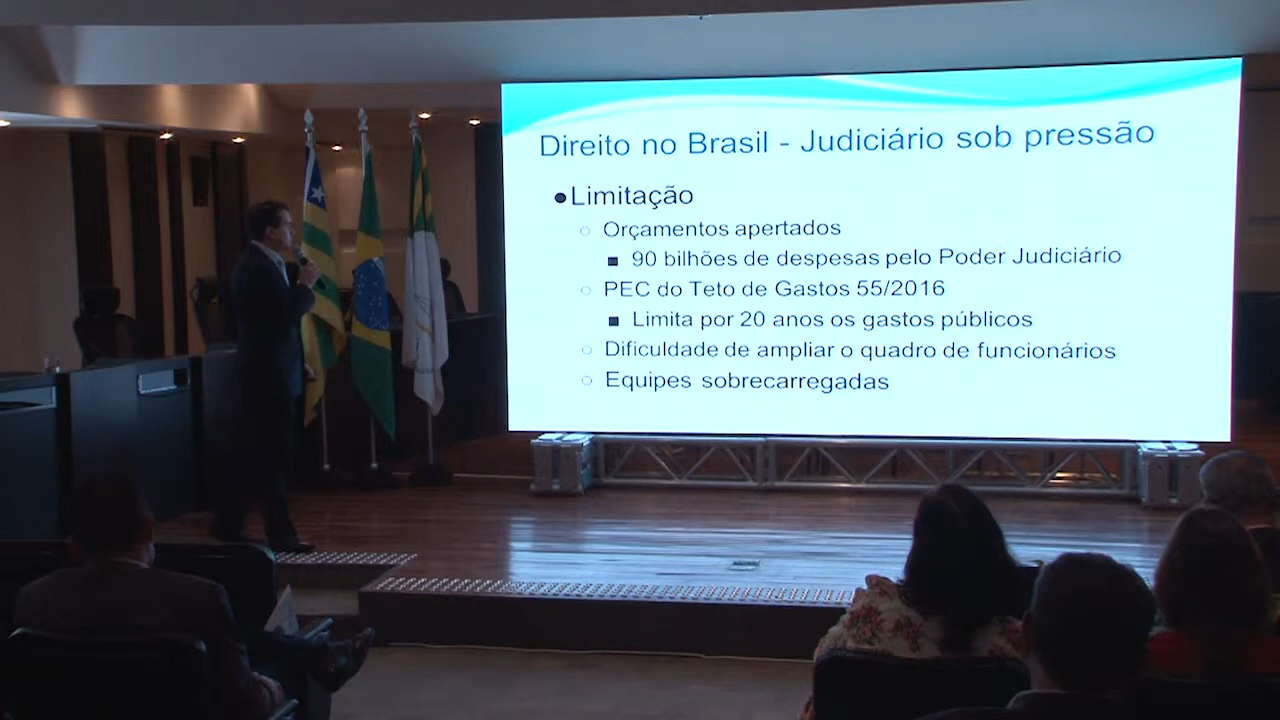 Direito no Brasil - Judiciário sob pressão
●Limitação
○ Orçamentos apertados
■ 90 bilhões de despesas pelo Poder Judiciário
○ PEC do Teto de Gastos 55/2016
■ Limita por 20 anos os gastos públicos
○ Dificuldade de ampliar o quadro de funcionários
○ Equipes sobrecarregadas